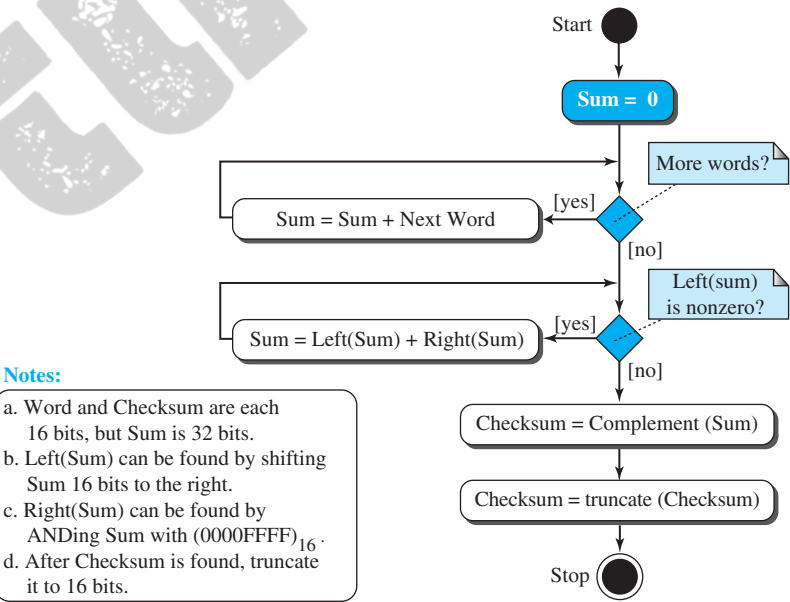 Start
Sum = 0
More words?
[yes]
Sum = Sum + Next Word
[no]
Left(sum)
is nonzero?
[yes]
Sum = Left(Sum) + Right(Sum)
[no]
Notes:
a. Word and Checksum are each
16 bits, but Sum is 32 bits.
b. Left(Sum) can be found by shifting
Sum 16 bits to the right.
c. Right(Sum) can be found by
ANDing Sum with (0000FFFF)16.
d. After Checksum is found, truncate
it to 16 bits.
Checksum = Complement (Sum)
Checksum = truncate (Checksum)
Stop